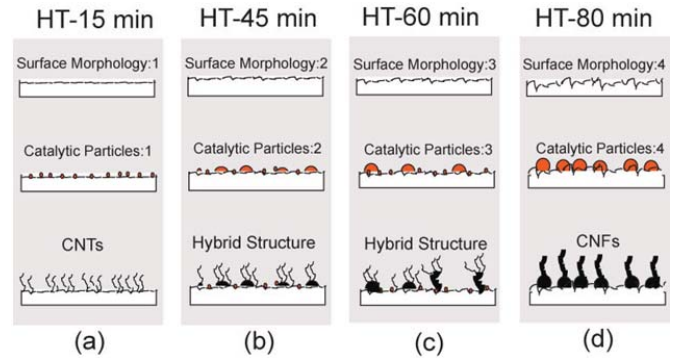 HT-15 min HT-45 min HT-60 min HT-80 min
Surface Morphology:1 Surface Morphology:2 Surface Morphology:3 Surface Morphology:4
Catalytic Particles:1 Catalytic Particles:2 Catalytic Particles:3 Catalytic Particles:4
CNTs Hybrid Structure Hybrid Structure CNFs
(a) (b) (c) (d)